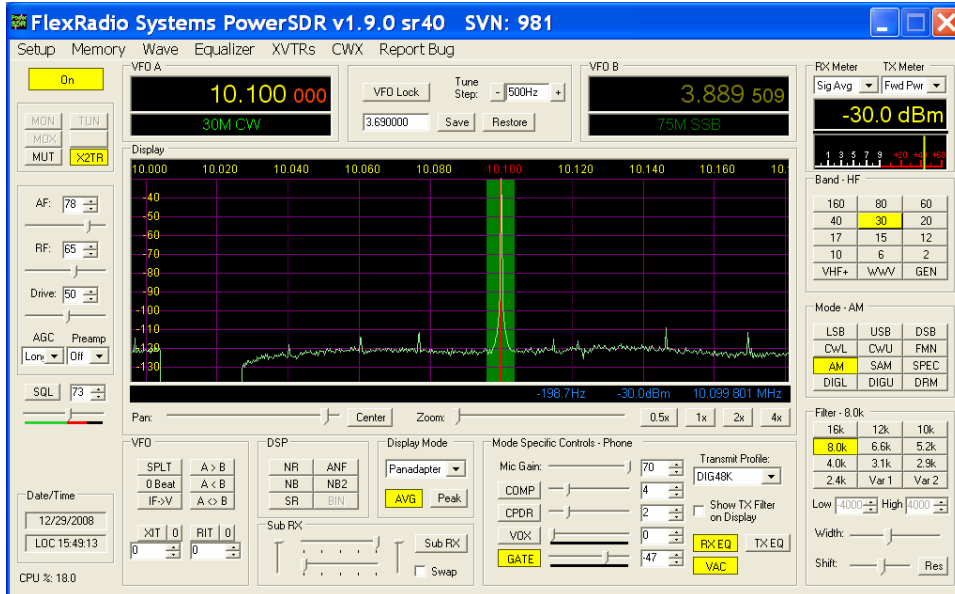 FlexRadio Systems PowerSDR v1.9.0 sr40 SVN: 981
Setup Memory Wave Equalizer XVTRs CWX Report Bug
On
MON TUN
MOX
MUT X2TR
AF: 78
RF: 65
Drive: 50
AGC Preamp
Long Off
SQL 73
Date/Time
12/29/2008
LOC 15:49:13
CPU %: 18.0
VFO A
10.100 000
30M CW
VFO Lock
Tune Step: - 500Hz +
3.690000 Save Restore
VFO B
3.889 509
75M SSB
Display
10.000 10.020 10.040 10.060 10.080 10.100 10.120 10.140 10.160 10.
-40
-50
-60
-70
-80
-90
-100
-110
-120
-130
-198.7Hz -30.0dBm 10.099 801 MHz
Pan: Center Zoom: 0.5x 1x 2x 4x
VFO
SPLT A > B
0 Beat A < B
IF->V A <> B
XIT 0 RIT 0
0 0
DSP
NR ANF
NB NB2
SR BIN
Display Mode
Panadapter
AVG Peak
Sub RX
Sub RX
Swap
Mode Specific Controls - Phone
Mic Gain: 70
COMP 4
CPDR 2
VOX 0
GATE -47
Transmit Profile:
DIG48K
Show TX Filter
on Display
RX EQ TX EQ
VAC
RX Meter TX Meter
Sig Avg Fwd Pwr
-30.0 dBm
1 3 5 7 9 +20 +40 +60
Band - HF
160 80 60
40 30 20
17 15 12
10 6 2
VHF+ WWV GEN
Mode - AM
LSB USB DSB
CWL CWU FMN
AM SAM SPEC
DIGL DIGU DRM
Filter - 8.0k
16k 12k 10k
8.0k 6.6k 5.2k
4.0k 3.1k 2.9k
2.4k Var 1 Var 2
Low -4000 High 4000
Width:
Shift: Res